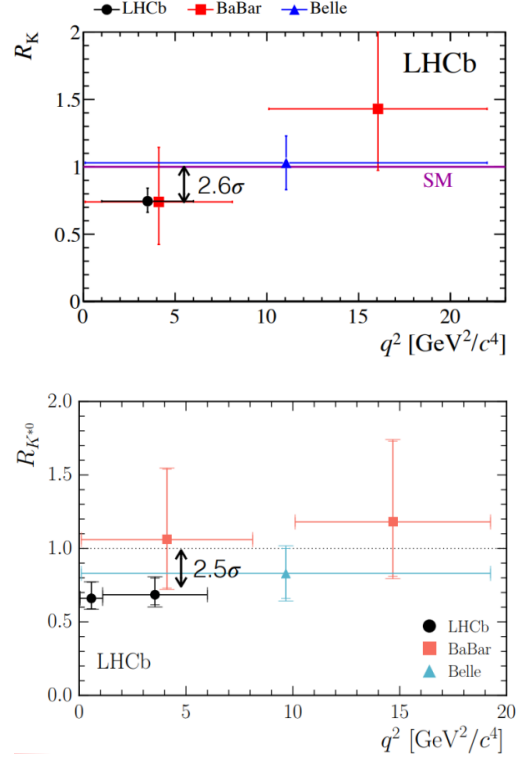 LHCb BaBar Belle
R_K
2
1.5
1
0.5
0
LHCb
2.6σ
SM
0 5 10 15 20
q² [GeV²/c⁴]
R_{K*0}
2.0
1.5
1.0
0.5
0.0
2.5σ
LHCb
LHCb
BaBar
Belle
0 5 10 15 20
q² [GeV²/c⁴]